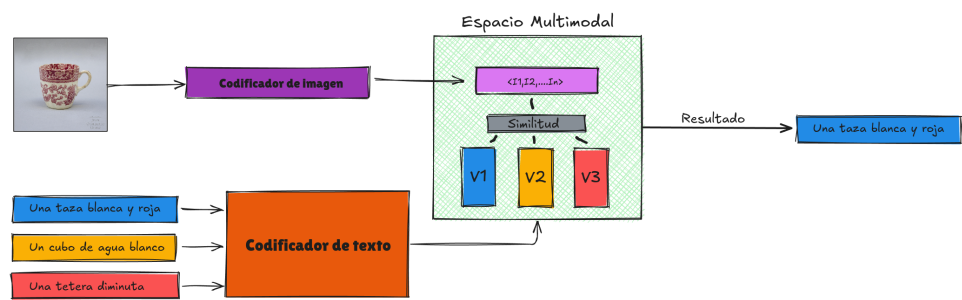 Espacio Multimodal
Codificador de imagen
<I1,I2,....In>
Similitud
Resultado
Una taza blanca y roja
V1
V2
V3
Una taza blanca y roja
Un cubo de agua blanco
Una tetera diminuta
Codificador de texto